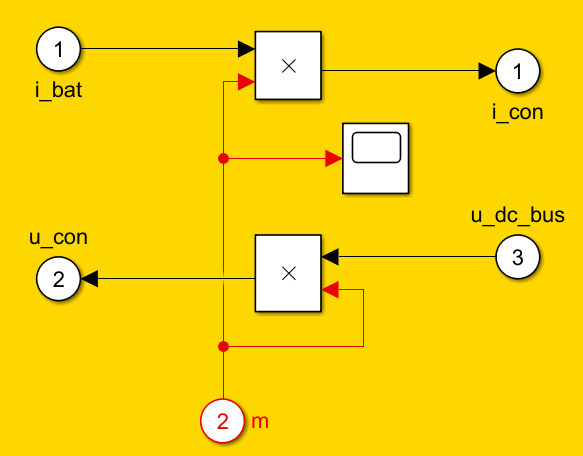 1
i_bat
×
1
i_con
u_con
2
×
u_dc_bus
3
2 m